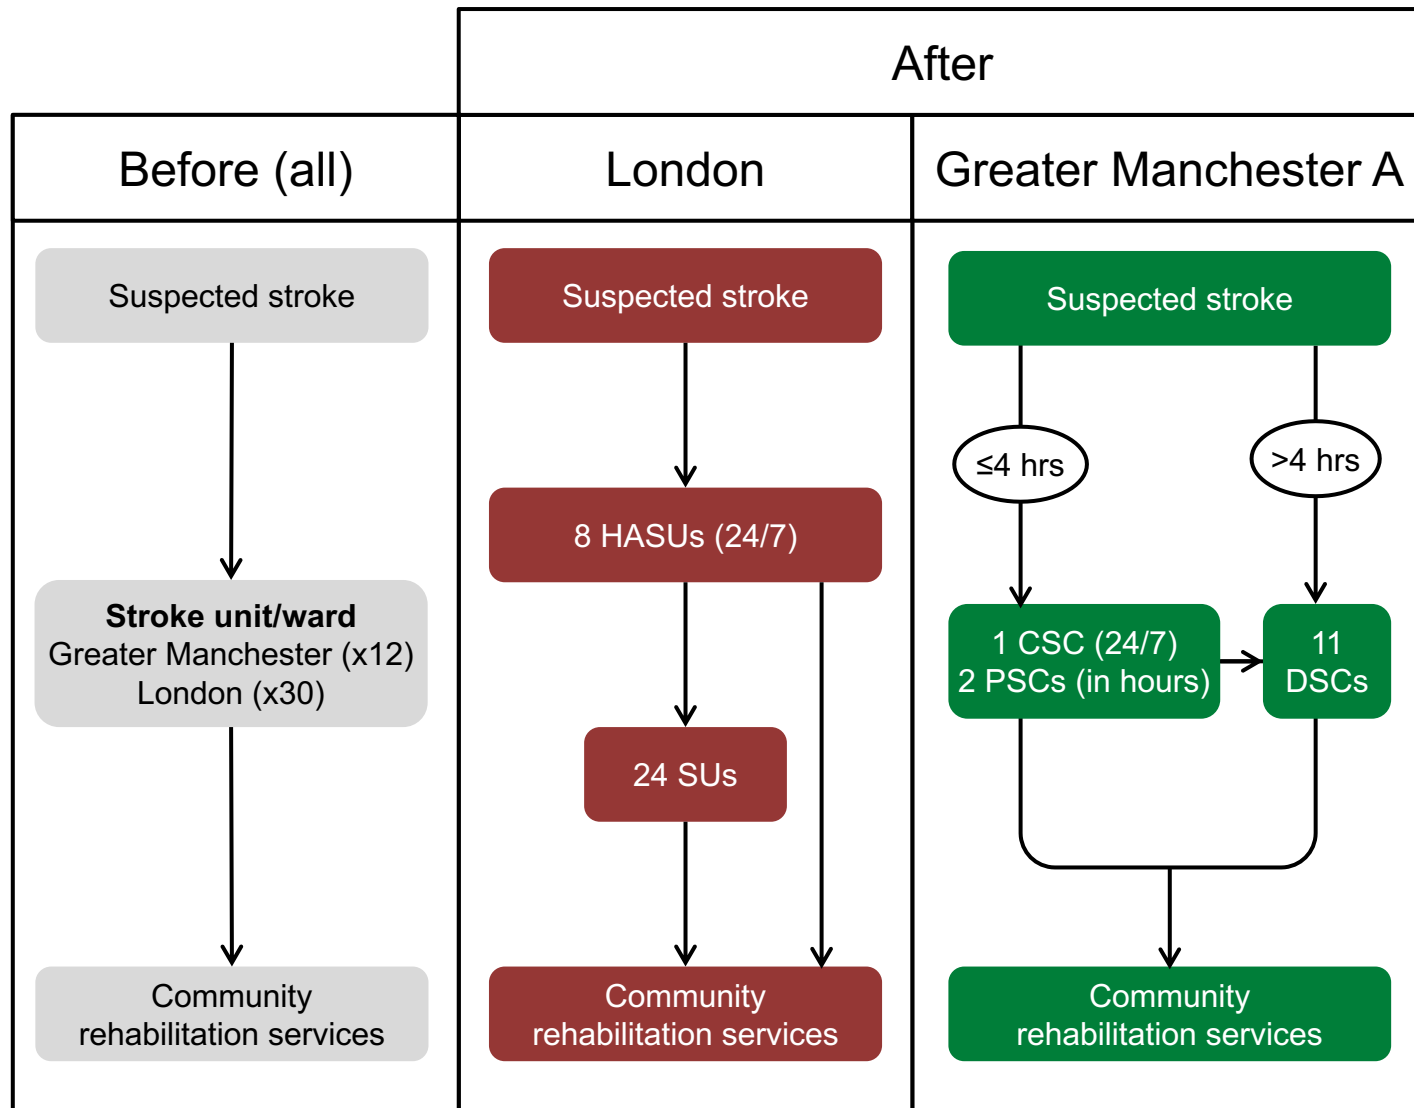 After
Before (all)
London
Greater Manchester A
Suspected stroke
Stroke unit/ward
Greater Manchester (x12)
London (x30)
Community
rehabilitation services
Suspected stroke
8 HASUs (24/7)
24 SUs
Community
rehabilitation services
Suspected stroke
≤4 hrs
>4 hrs
1 CSC (24/7)
2 PSCs (in hours)
11
DSCs
Community
rehabilitation services